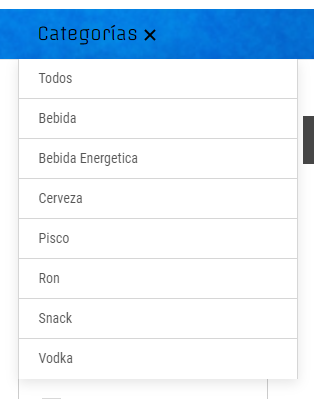 Categorías ×
Todos
Bebida
Bebida Energetica
Cerveza
Pisco
Ron
Snack
Vodka